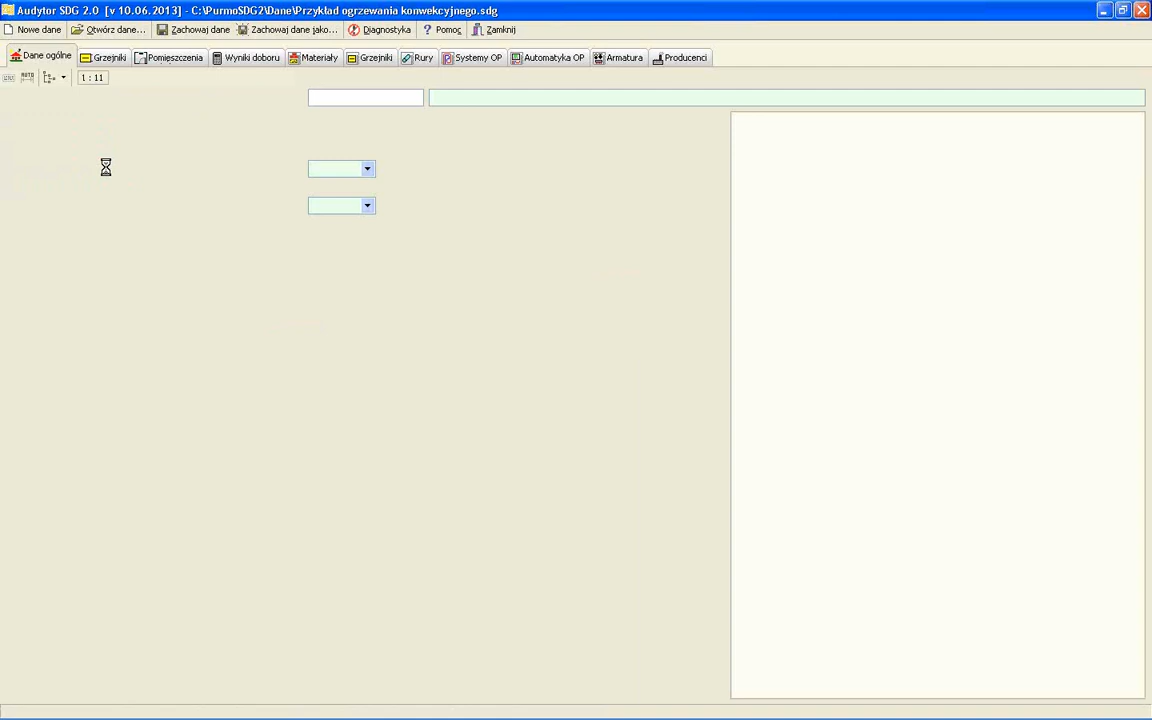 Audytor SDG 2.0 [v 10.06.2013] - C:\PurmoSDG2\Dane\Przykład ogrzewania konwekcyjnego.sdg
Nowe dane Otwórz dane... Zachowaj dane Zachowaj dane jako... Diagnostyka ? Pomoc Zamknij
Dane ogólne Grzejniki Pomieszczenia Wyniki doboru Materiały Grzejniki Rury Systemy OP Automatyka OP Armatura Producenci
AUTO 1 : 11